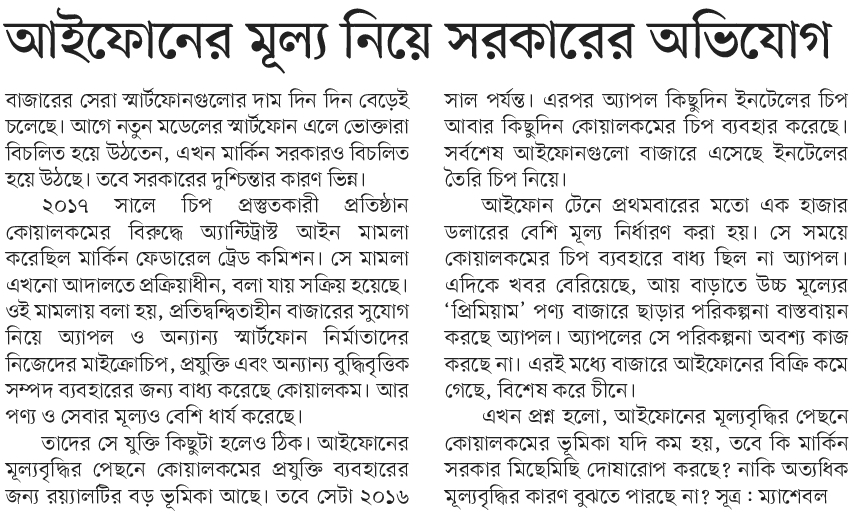 আইফোনের মূল্য নিয়ে সরকারের অভিযোগ
বাজারের সেরা স্মার্টফোনগুলোর দাম দিন দিন বেড়েই
চলেছে। আগে নতুন মডেলের স্মার্টফোন এলে ভোক্তারা
বিচলিত হয়ে উঠতেন, এখন মার্কিন সরকারও বিচলিত
হয়ে উঠছে। তবে সরকারের দুশ্চিন্তার কারণ ভিন্ন।
২০১৭ সালে চিপ প্রস্তুতকারী প্রতিষ্ঠান
কোয়ালকমের বিরুদ্ধে অ্যান্টিট্রাস্ট আইন মামলা
করেছিল মার্কিন ফেডারেল ট্রেড কমিশন। সে মামলা
এখনো আদালতে প্রক্রিয়াধীন, বলা যায় সক্রিয় হয়েছে।
ওই মামলায় বলা হয়, প্রতিদ্বন্দ্বিতাহীন বাজারের সুযোগ
নিয়ে অ্যাপল ও অন্যান্য স্মার্টফোন নির্মাতাদের
নিজেদের মাইক্রোচিপ, প্রযুক্তি এবং অন্যান্য বুদ্ধিবৃত্তিক
সম্পদ ব্যবহারের জন্য বাধ্য করেছে কোয়ালকম। আর
পণ্য ও সেবার মূল্যও বেশি ধার্য করেছে।
তাদের সে যুক্তি কিছুটা হলেও ঠিক। আইফোনের
মূল্যবৃদ্ধির পেছনে কোয়ালকমের প্রযুক্তি ব্যবহারের
জন্য রয়্যালটির বড় ভূমিকা আছে। তবে সেটা ২০১৬
সাল পর্যন্ত। এরপর অ্যাপল কিছুদিন ইনটেলের চিপ
আবার কিছুদিন কোয়ালকমের চিপ ব্যবহার করেছে।
সর্বশেষ আইফোনগুলো বাজারে এসেছে ইনটেলের
তৈরি চিপ নিয়ে।
আইফোন টেনে প্রথমবারের মতো এক হাজার
ডলারের বেশি মূল্য নির্ধারণ করা হয়। সে সময়ে
কোয়ালকমের চিপ ব্যবহারে বাধ্য ছিল না অ্যাপল।
এদিকে খবর বেরিয়েছে, আয় বাড়াতে উচ্চ মূল্যের
‘প্রিমিয়াম’ পণ্য বাজারে ছাড়ার পরিকল্পনা বাস্তবায়ন
করছে অ্যাপল। অ্যাপলের সে পরিকল্পনা অবশ্য কাজ
করছে না। এরই মধ্যে বাজারে আইফোনের বিক্রি কমে
গেছে, বিশেষ করে চীনে।
এখন প্রশ্ন হলো, আইফোনের মূল্যবৃদ্ধির পেছনে
কোয়ালকমের ভূমিকা যদি কম হয়, তবে কি মার্কিন
সরকার মিছেমিছি দোষারোপ করছে? নাকি অত্যধিক
মূল্যবৃদ্ধির কারণ বুঝতে পারছে না? সূত্র : ম্যাশেবল